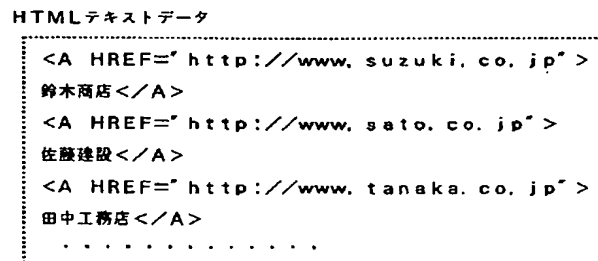 HTMLテキストデータ
<A HREF="http://www.suzuki.co.jp">
鈴木商店</A>
<A HREF="http://www.sato.co.jp">
佐藤建設</A>
<A HREF="http://www.tanaka.co.jp">
田中工務店</A>
・・・・・・・・・・・・・